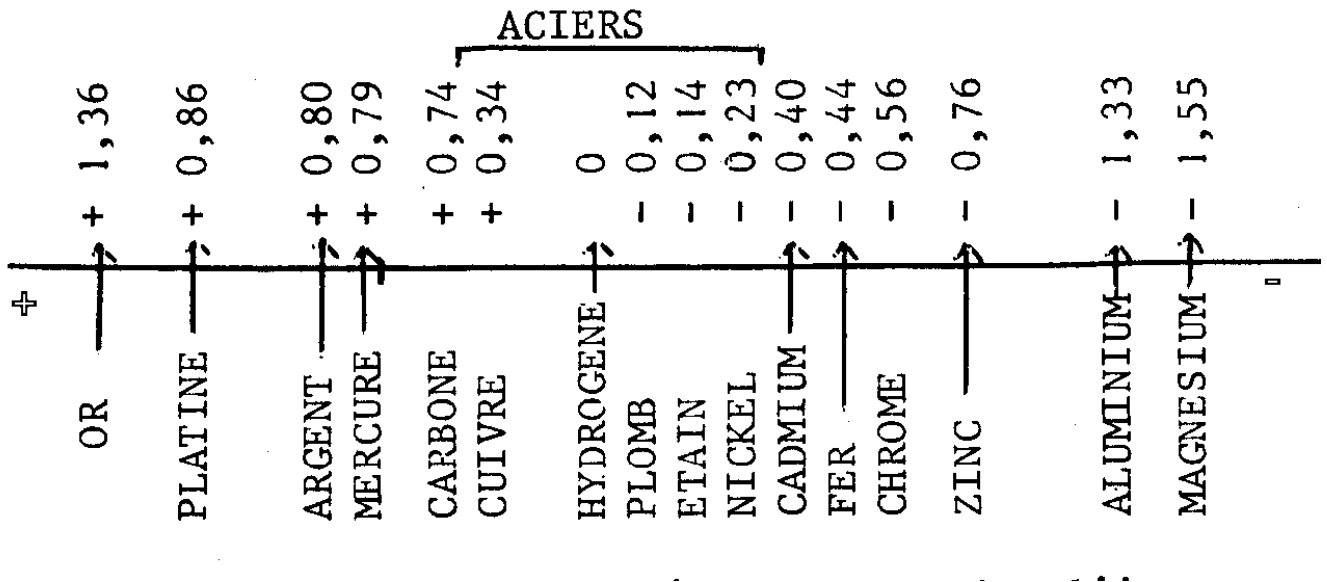 ACIERS
+ 1,36
+ 0,86
+ 0,80
+ 0,79
+ 0,74
+ 0,34
0
- 0,12
- 0,14
- 0,23
- 0,40
- 0,44
- 0,56
- 0,76
- 1,33
- 1,55
+
-
OR
PLATINE
ARGENT
MERCURE
CARBONE
CUIVRE
HYDROGENE
PLOMB
ETAIN
NICKEL
CADMIUM
FER
CHROME
ZINC
ALUMINIUM
MAGNESIUM